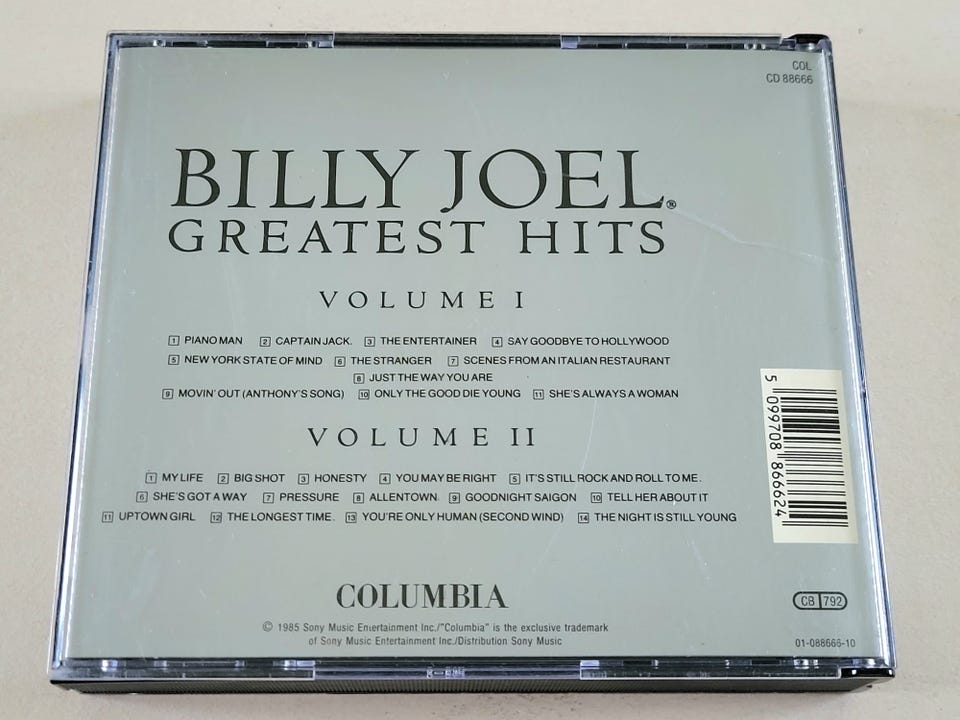 COL
CD 88666
BILLY JOEL®
GREATEST HITS
VOLUME I
1 PIANO MAN 2 CAPTAIN JACK. 3 THE ENTERTAINER 4 SAY GOODBYE TO HOLLYWOOD
5 NEW YORK STATE OF MIND 6 THE STRANGER 7 SCENES FROM AN ITALIAN RESTAURANT
8 JUST THE WAY YOU ARE
9 MOVIN' OUT (ANTHONY'S SONG) 10 ONLY THE GOOD DIE YOUNG 11 SHE'S ALWAYS A WOMAN
VOLUME II
1 MY LIFE 2 BIG SHOT 3 HONESTY 4 YOU MAY BE RIGHT 5 IT'S STILL ROCK AND ROLL TO ME.
6 SHE'S GOT A WAY 7 PRESSURE 8 ALLENTOWN. 9 GOODNIGHT SAIGON 10 TELL HER ABOUT IT
11 UPTOWN GIRL 12 THE LONGEST TIME. 13 YOU'RE ONLY HUMAN (SECOND WIND) 14 THE NIGHT IS STILL YOUNG
5 099708 866624
COLUMBIA
CB 792
© 1985 Sony Music Entertainment Inc./"Columbia" is the exclusive trademark
of Sony Music Entertainment Inc./Distribution Sony Music
01-088666-10